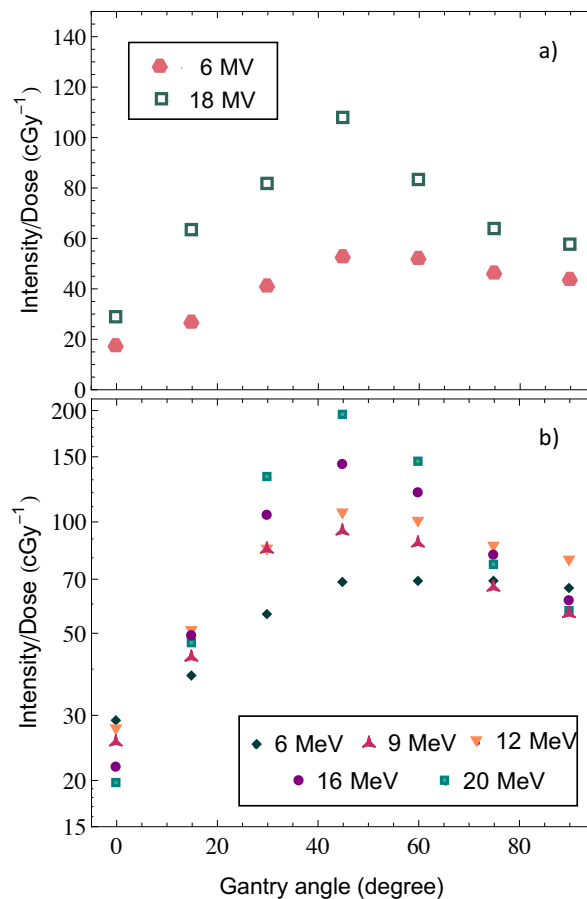 140
120
100
80
60
40
20
0
Intensity/Dose (cGy⁻¹)
6 MV
18 MV
a)
200
150
100
70
50
30
20
15
Intensity/Dose (cGy⁻¹)
b)
6 MeV 9 MeV 12 MeV
16 MeV 20 MeV
0 20 40 60 80
Gantry angle (degree)